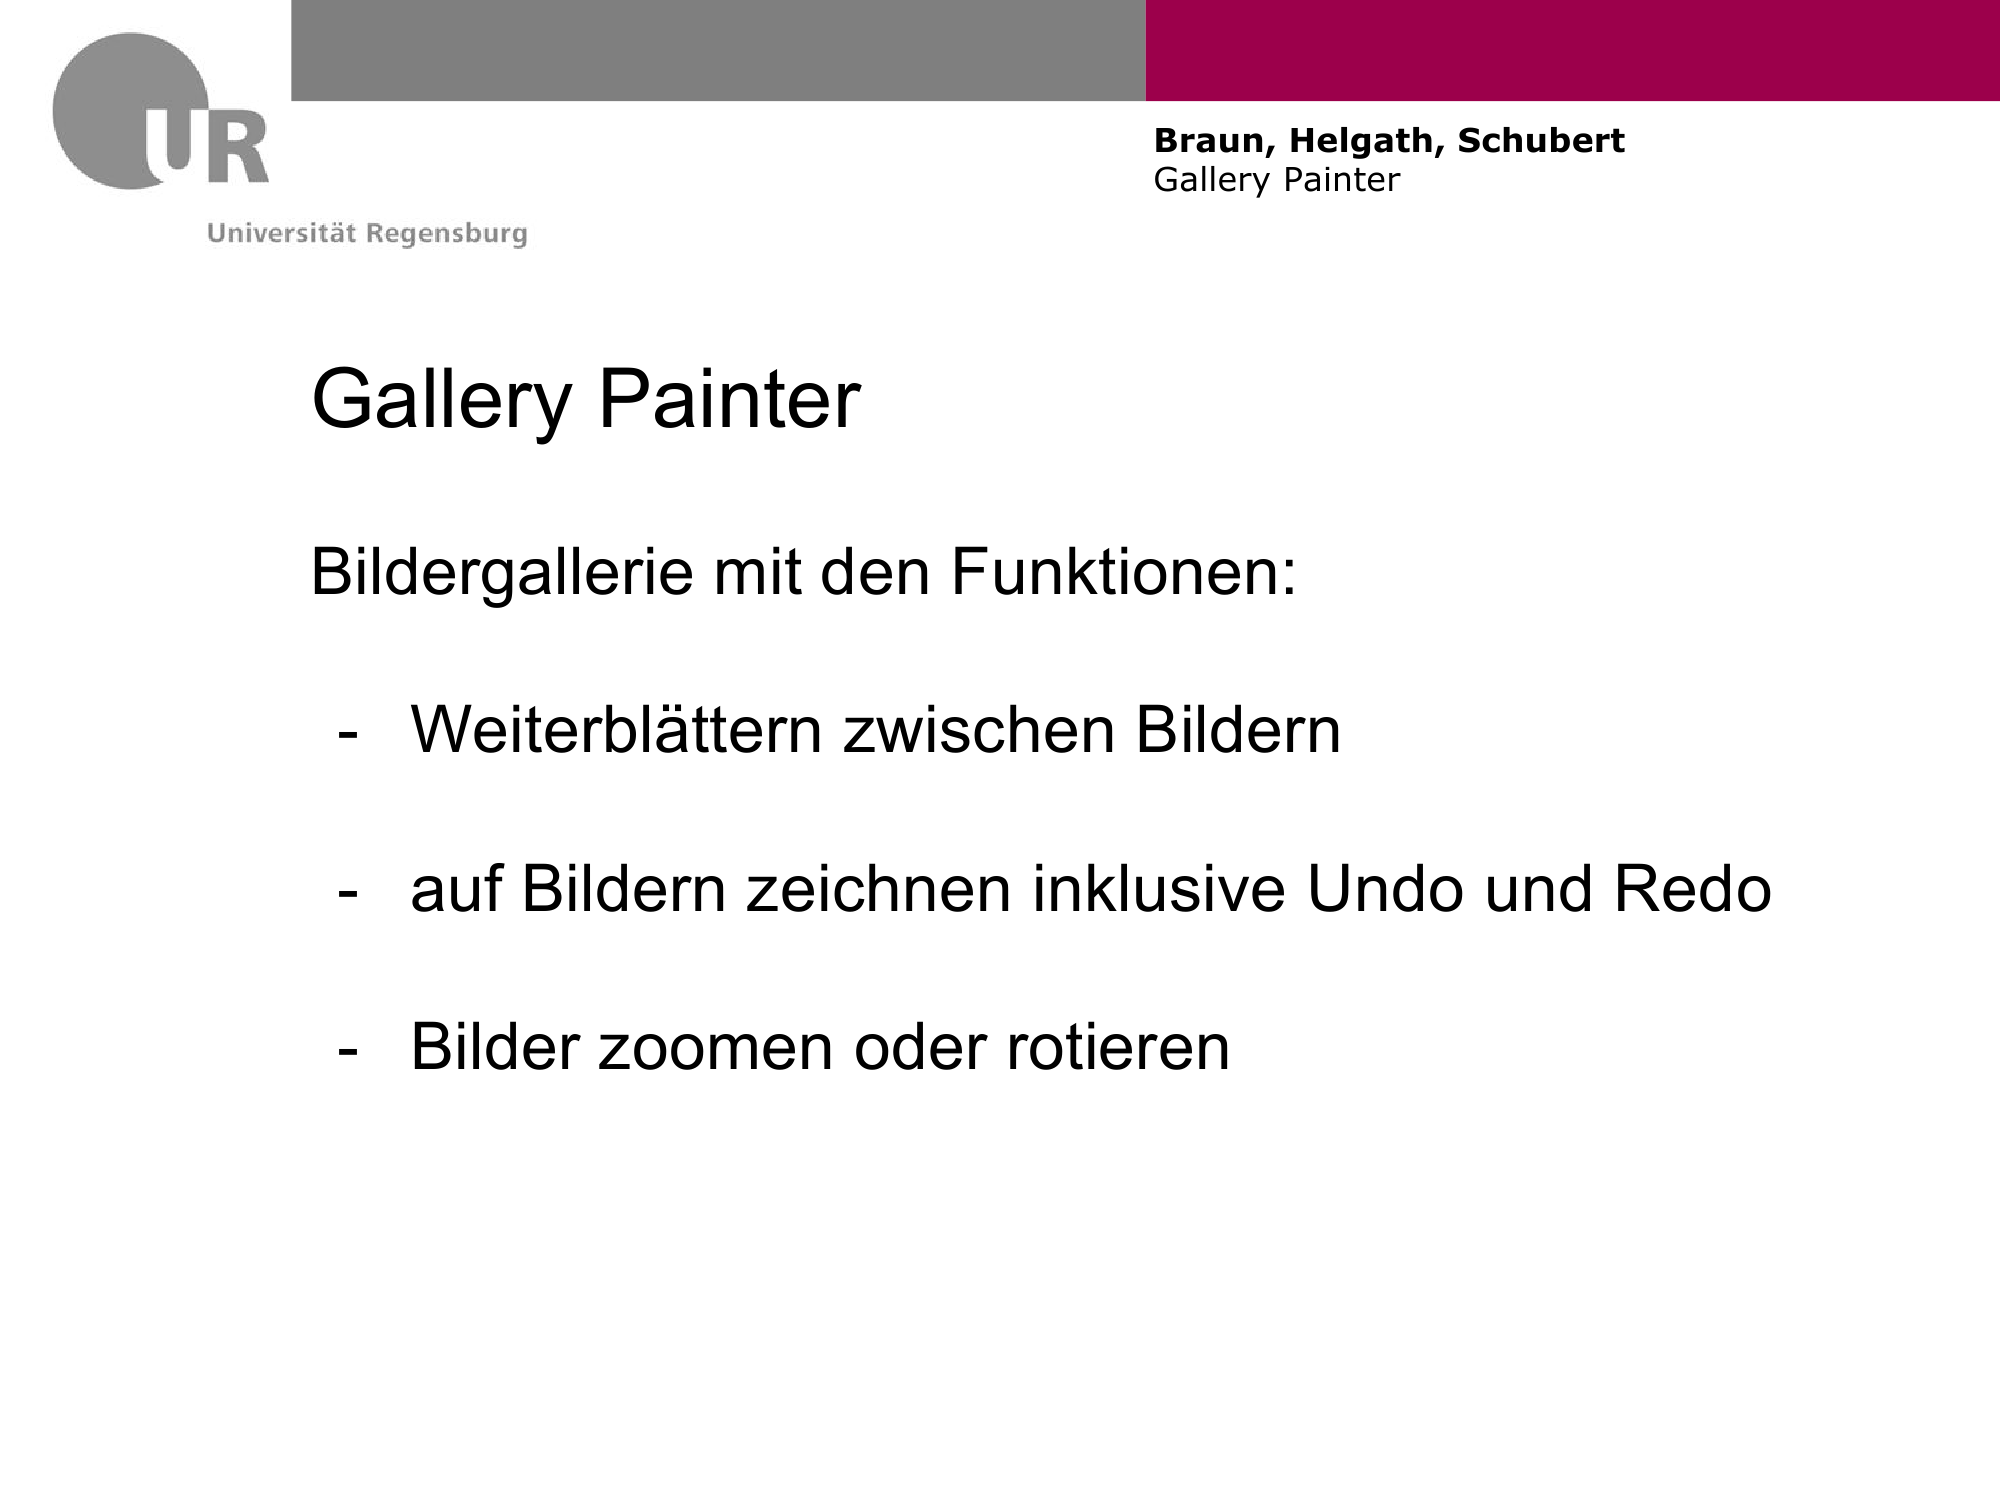 UR
Universität Regensburg
Braun, Helgath, Schubert
Gallery Painter
Gallery Painter
Bildergallerie mit den Funktionen:
- Weiterblättern zwischen Bildern
- auf Bildern zeichnen inklusive Undo und Redo
- Bilder zoomen oder rotieren